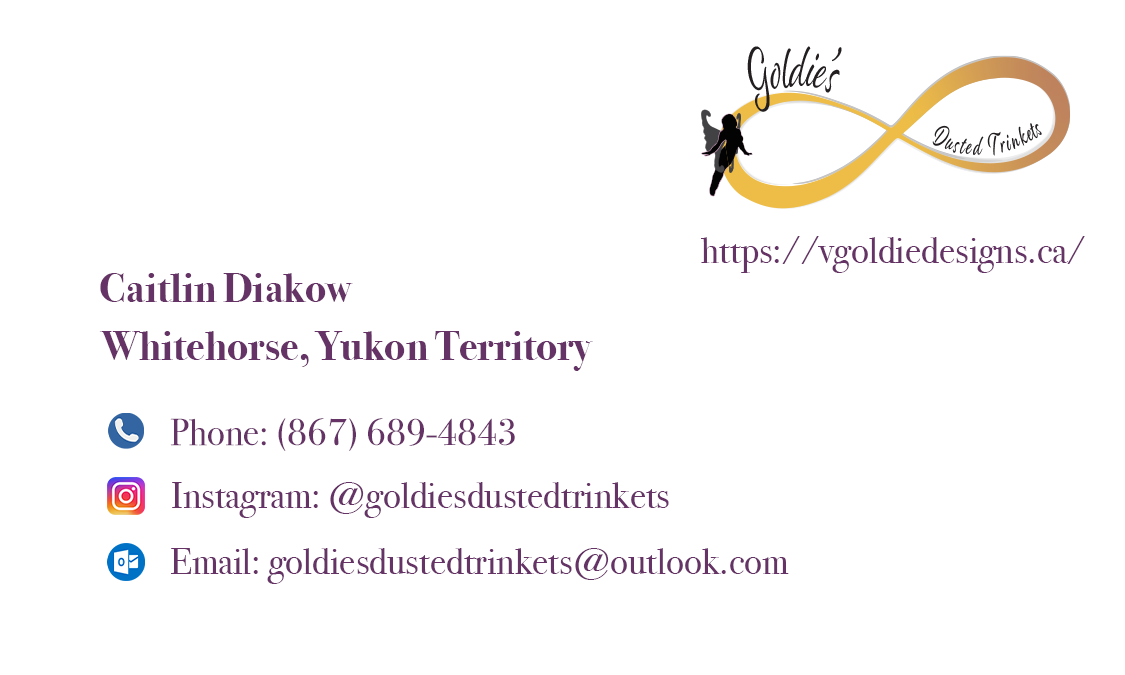 Goldie's
Dusted Trinkets
https://vgoldiedesigns.ca/
Caitlin Diakow
Whitehorse, Yukon Territory
Phone: (867) 689-4843
Instagram: @goldiesdustedtrinkets
Email: goldiesdustedtrinkets@outlook.com